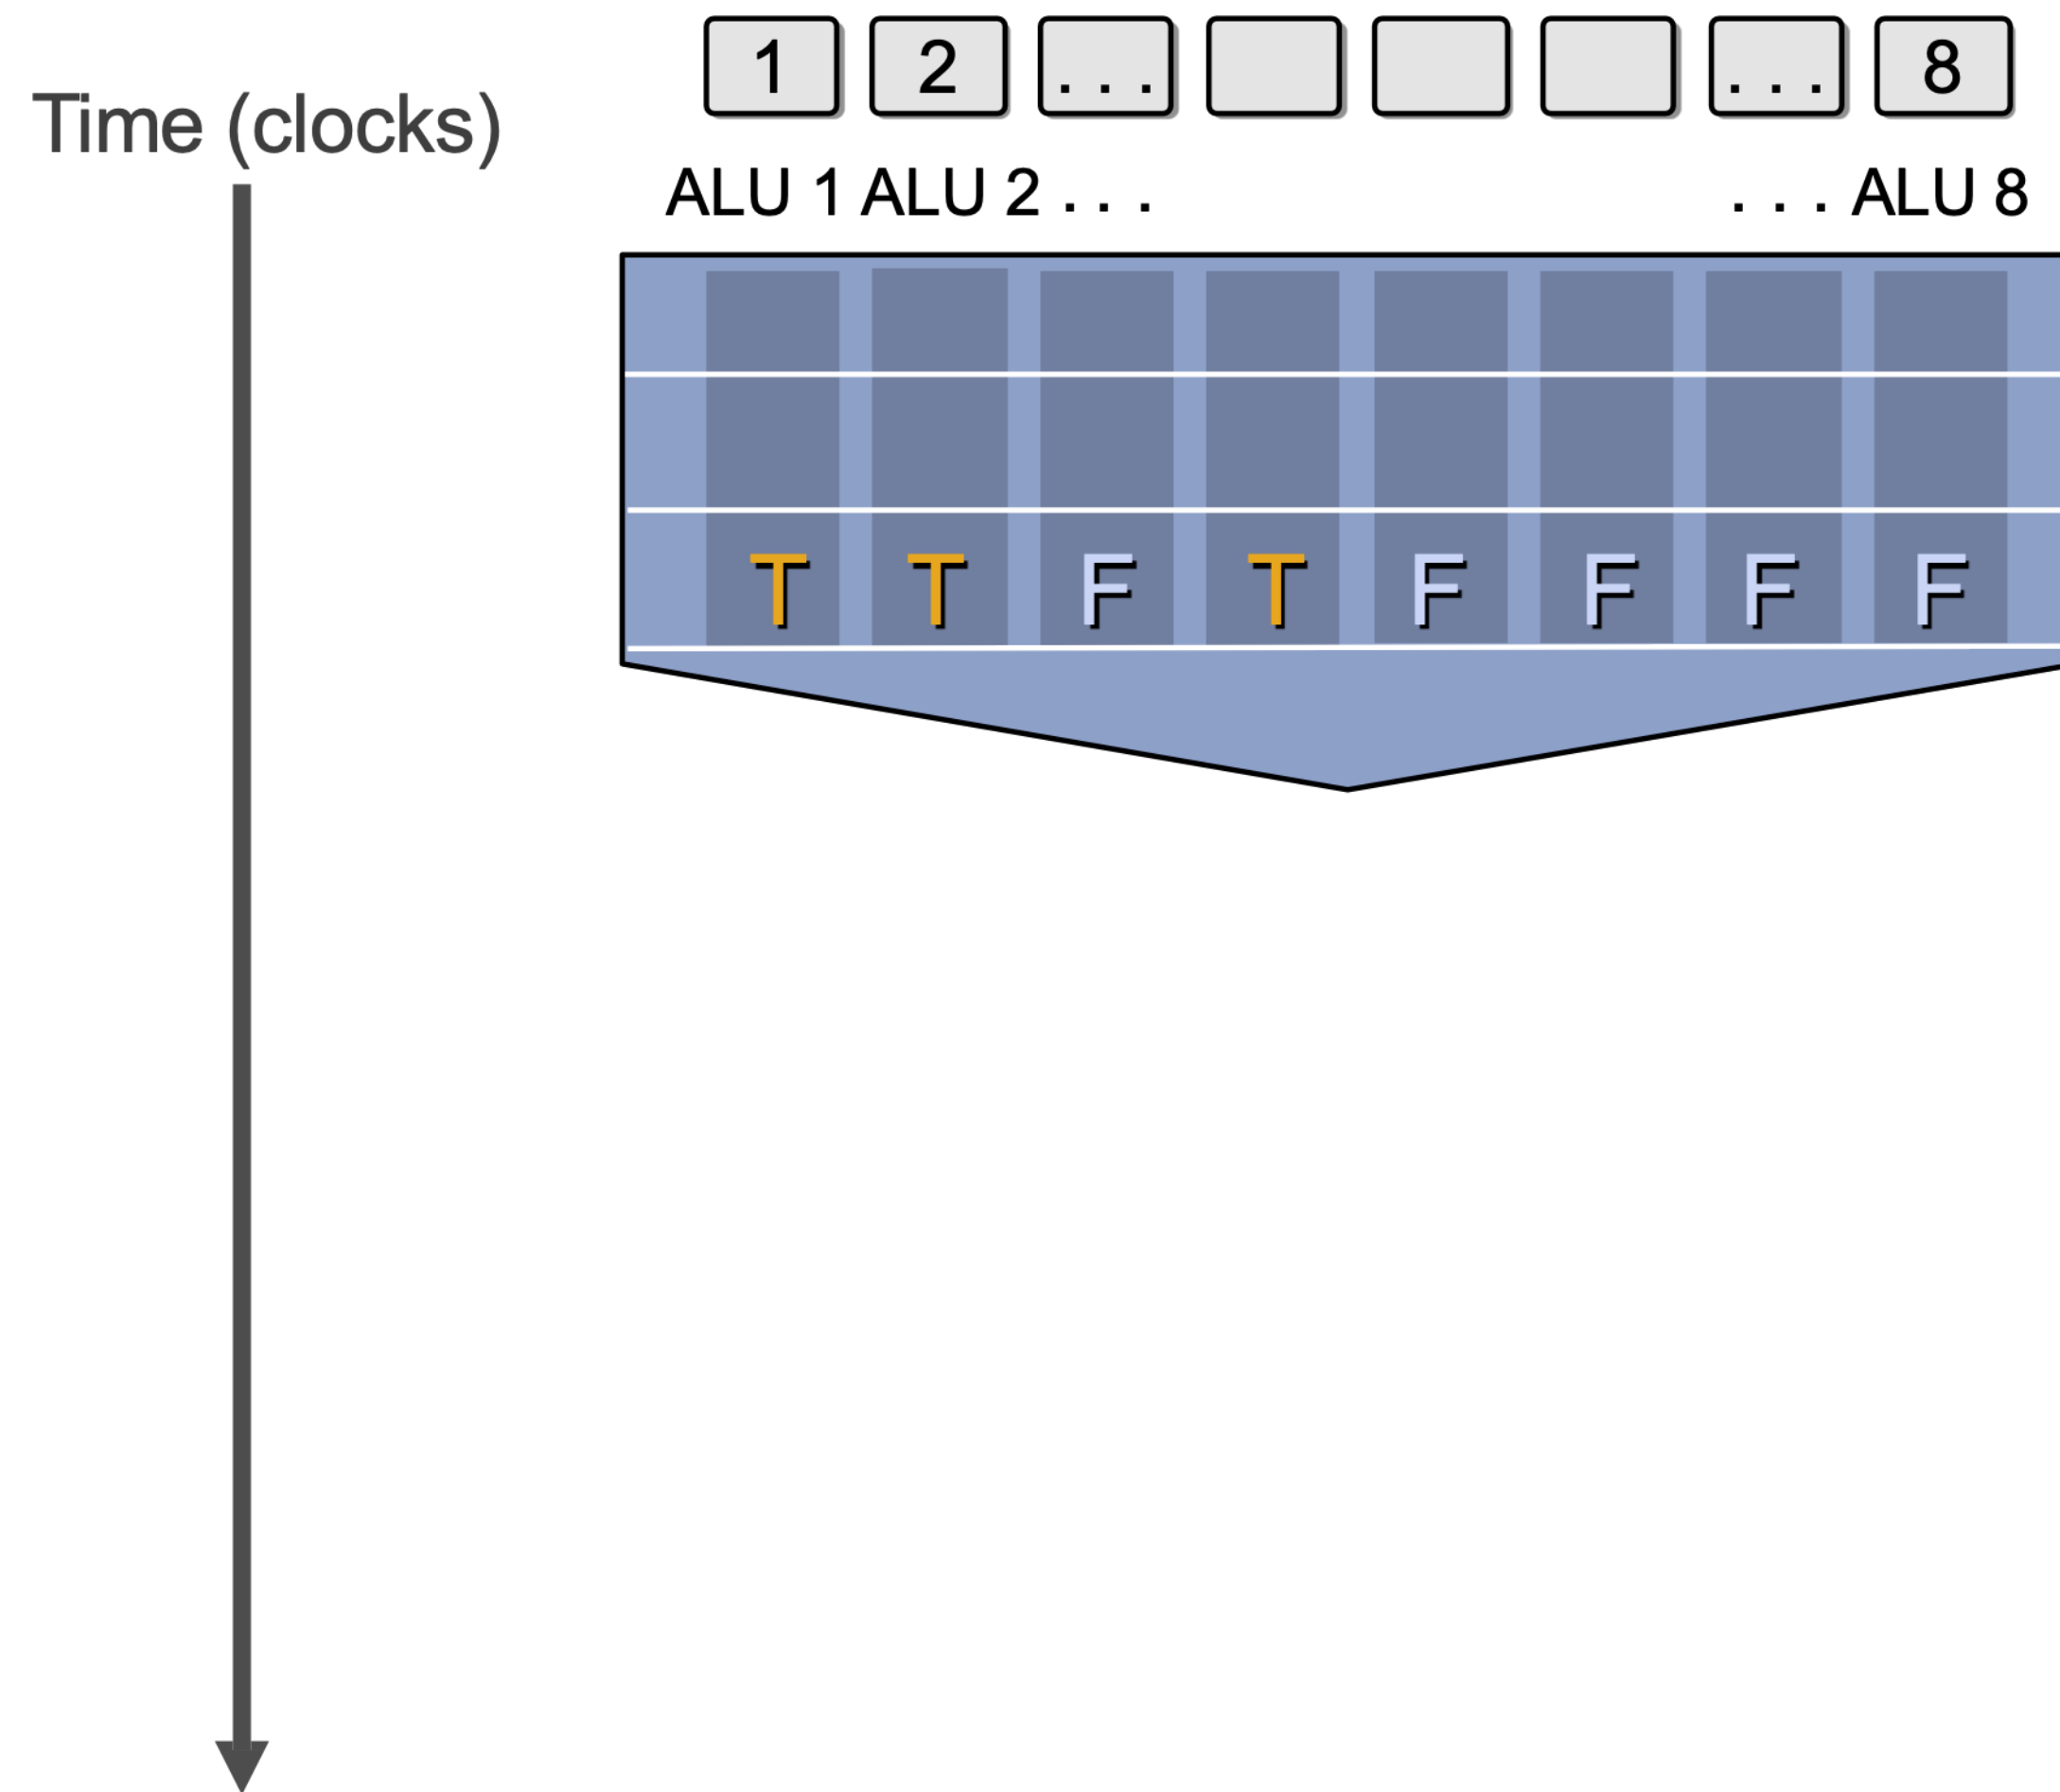 1 2 . . . . . . 8
Time (clocks)
ALU 1 ALU 2 . . . . . . ALU 8
T T F T F F F F